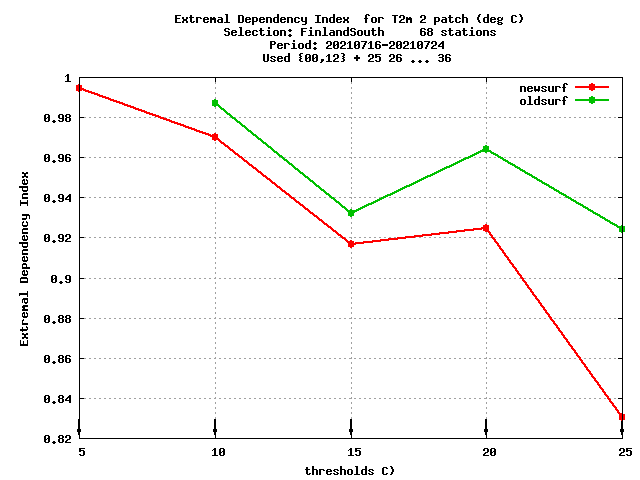 Extremal Dependency Index  for T2m 2 patch (deg C)
Selection: FinlandSouth     68 stations
Period: 20210716-20210724
Used {00,12} + 25 26 ... 36
newsurf
oldsurf
Extremal Dependency Index
1
0.98
0.96
0.94
0.92
0.9
0.88
0.86
0.84
0.82
5 10 15 20 25
thresholds C)